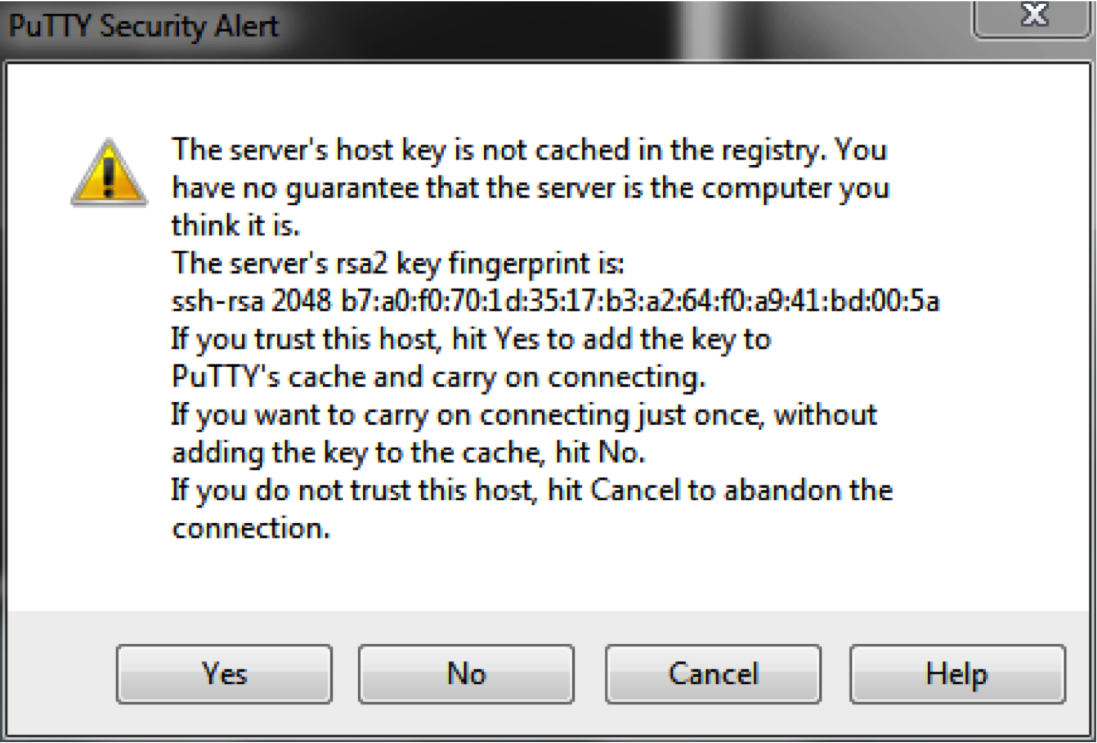 PuTTY Security Alert
The server's host key is not cached in the registry. You
have no guarantee that the server is the computer you
think it is.
The server's rsa2 key fingerprint is:
ssh-rsa 2048 b7:a0:f0:70:1d:35:17:b3:a2:64:f0:a9:41:bd:00:5a
If you trust this host, hit Yes to add the key to
PuTTY's cache and carry on connecting.
If you want to carry on connecting just once, without
adding the key to the cache, hit No.
If you do not trust this host, hit Cancel to abandon the
connection.
Yes
No
Cancel
Help